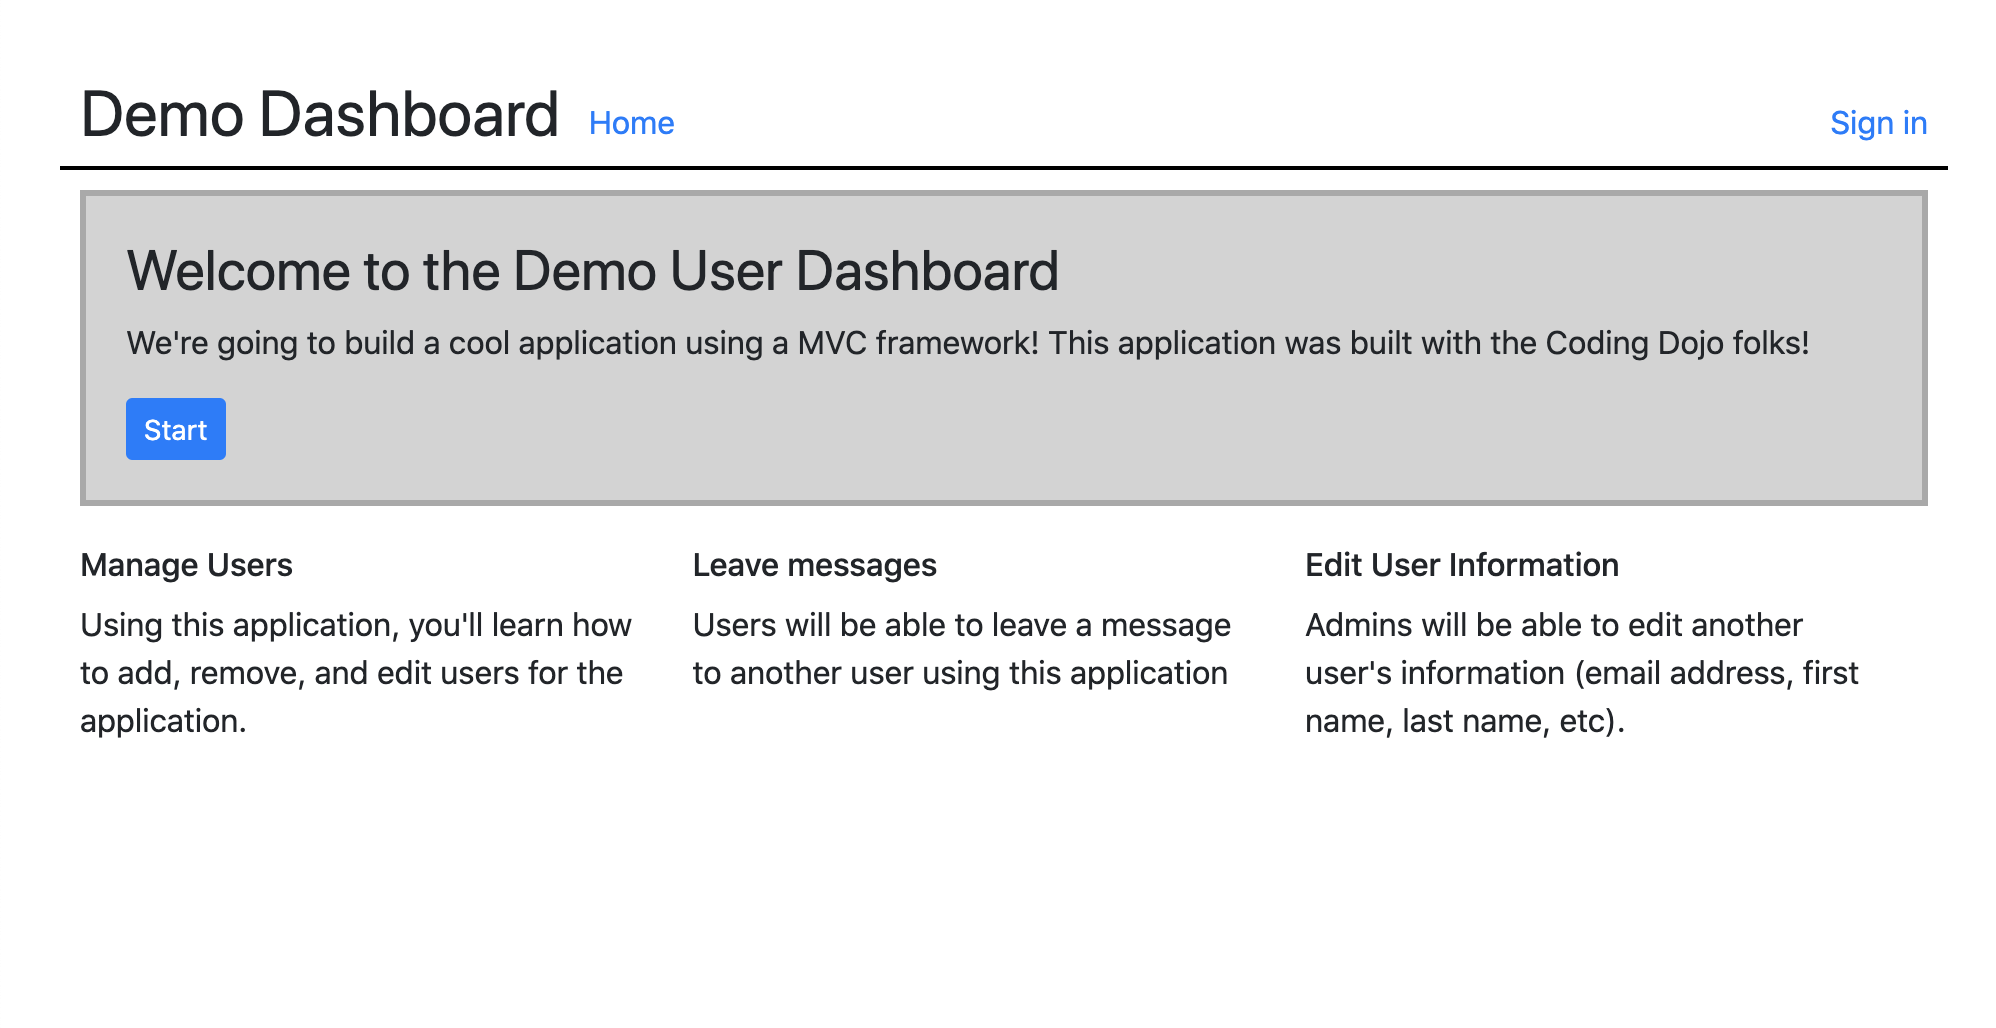 Demo Dashboard Home Sign in
Welcome to the Demo User Dashboard
We're going to build a cool application using a MVC framework! This application was built with the Coding Dojo folks!
Start
Manage Users
Using this application, you'll learn how
to add, remove, and edit users for the
application.
Leave messages
Users will be able to leave a message
to another user using this application
Edit User Information
Admins will be able to edit another
user's information (email address, first
name, last name, etc).